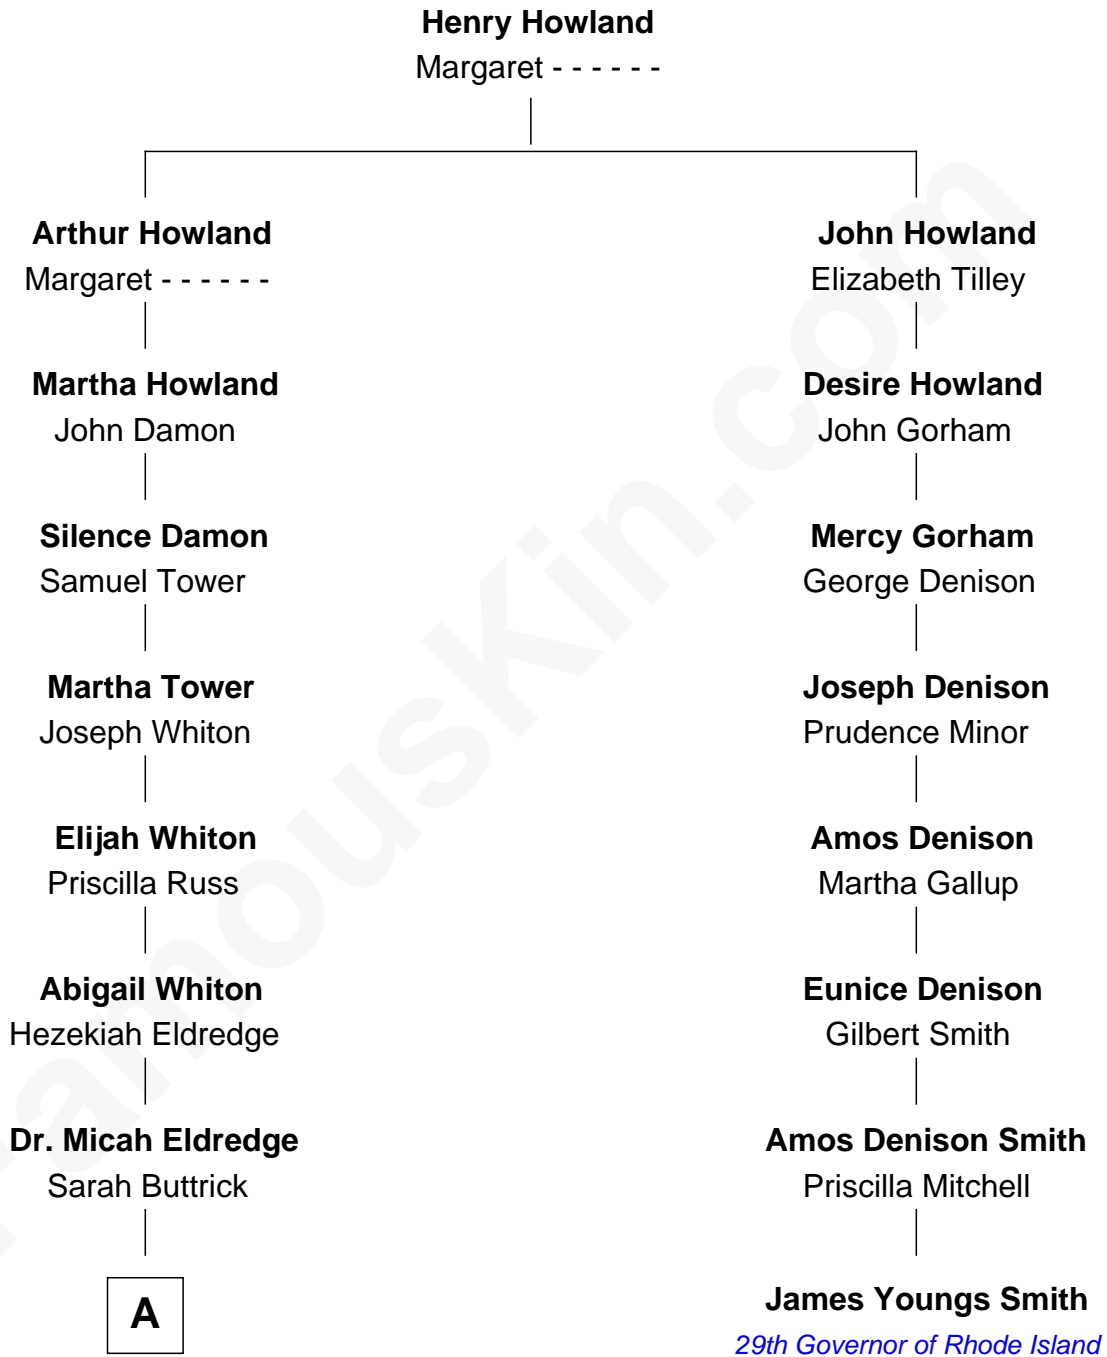 Henry Howland
Margaret - - - - - -
Arthur Howland
Margaret - - - - - -
John Howland
Elizabeth Tilley
Martha Howland
John Damon
Desire Howland
John Gorham
Silence Damon
Samuel Tower
Mercy Gorham
George Denison
Martha Tower
Joseph Whiton
Joseph Denison
Prudence Minor
Elijah Whiton
Priscilla Russ
Amos Denison
Martha Gallup
Abigail Whiton
Hezekiah Eldredge
Eunice Denison
Gilbert Smith
Dr. Micah Eldredge
Sarah Buttrick
Amos Denison Smith
Priscilla Mitchell
A
James Youngs Smith
29th Governor of Rhode Island
FamousKin.com